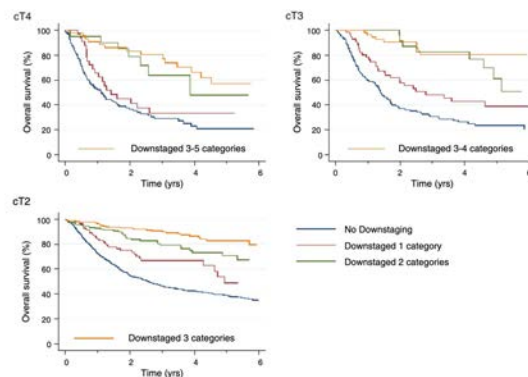 cT4
Overall survival (%)
100
80
60
40
20
0
0 2 4 6
Time (yrs)
Downstaged 3-5 categories
cT3
Overall survival (%)
100
80
60
40
20
0
0 2 4 6
Time (yrs)
Downstaged 3-4 categories
cT2
Overall survival (%)
100
80
60
40
20
0
0 2 4 6
Time (yrs)
Downstaged 3 categories
No Downstaging
Downstaged 1 category
Downstaged 2 categories